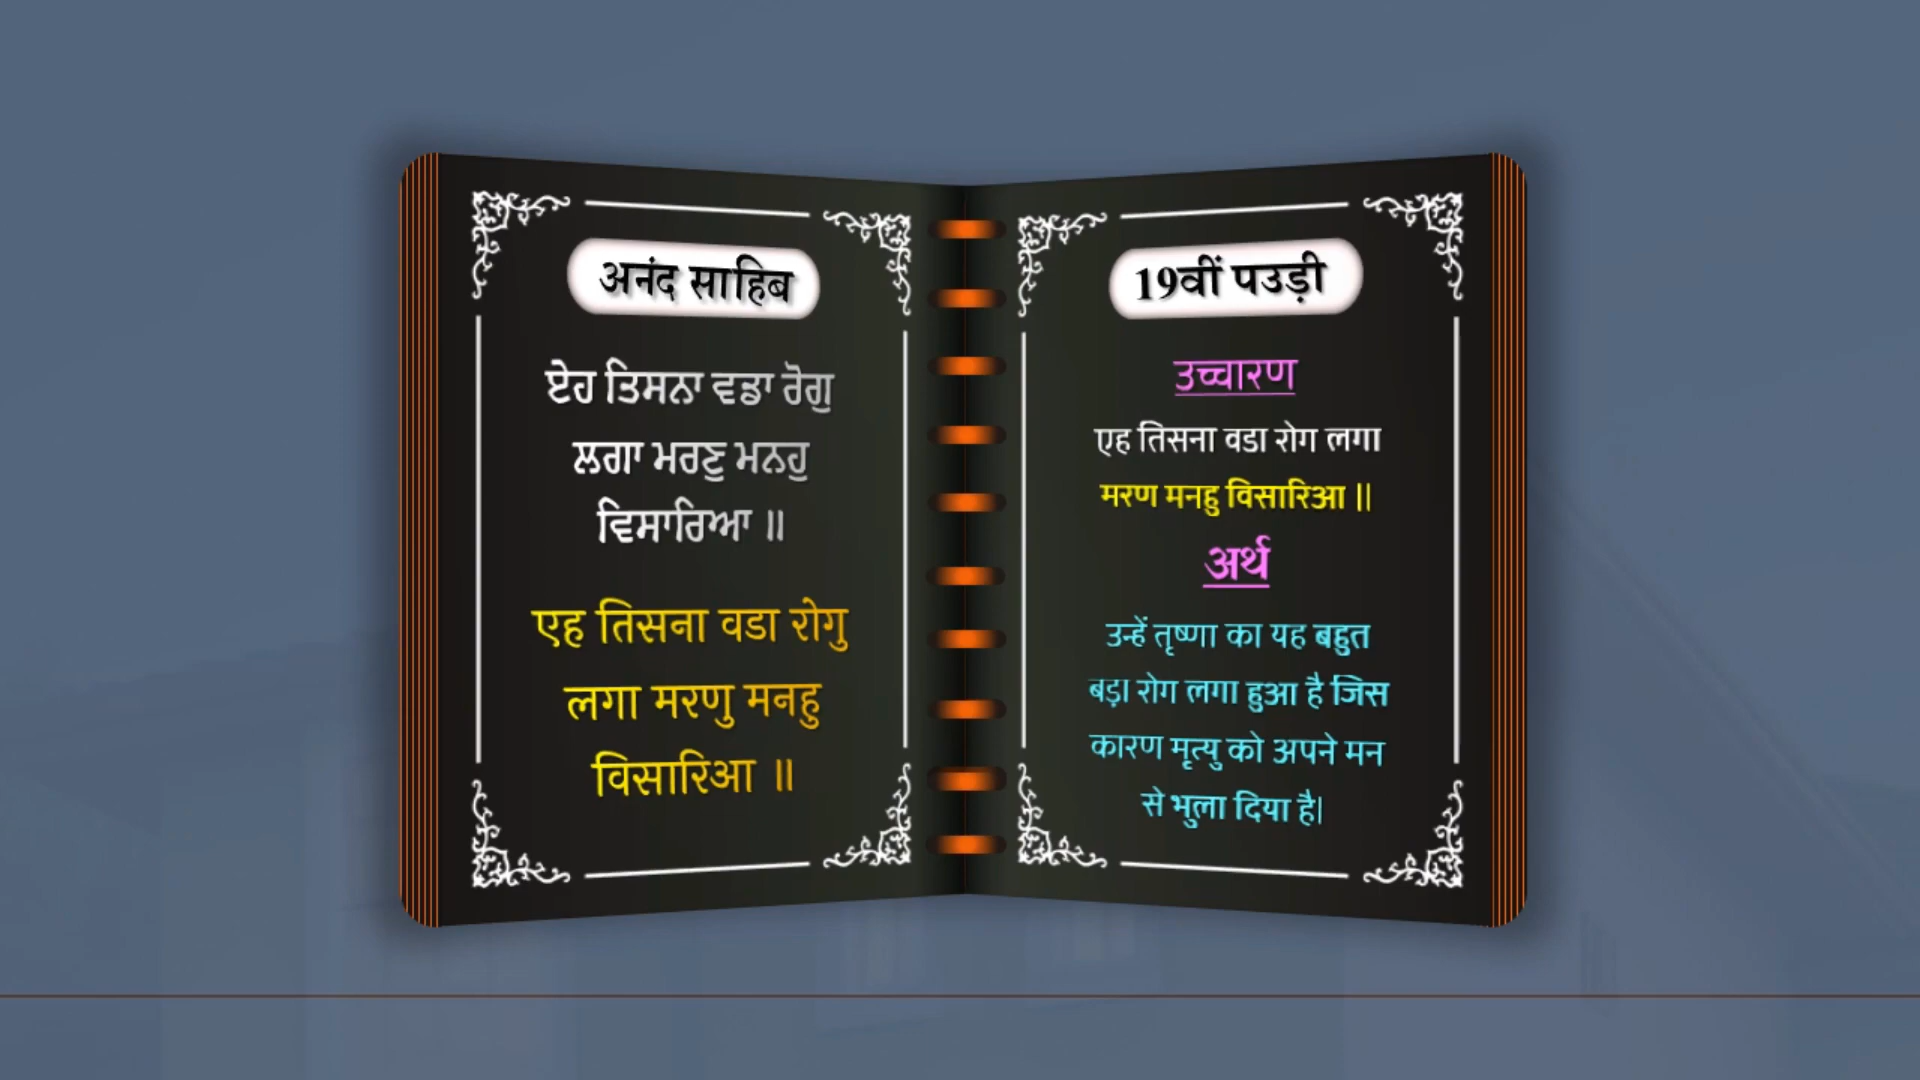 अनंद साहिब
ਏਹ ਤਿਸਨਾ ਵਡਾ ਰੋਗੁ
ਲਗਾ ਮਰਣੁ ਮਨਹੁ
ਵਿਸਾਰਿਆ ॥
एह तिसना वडा रोगु
लगा मरणु मनहु
विसारिआ ॥
19वीं पउड़ी
उच्चारण
एह तिसना वडा रोग लगा
मरण मनहु विसारिआ ||
अर्थ
उन्हें तृष्णा का यह बहुत
बड़ा रोग लगा हुआ है जिस
कारण मृत्यु को अपने मन
से भुला दिया है|